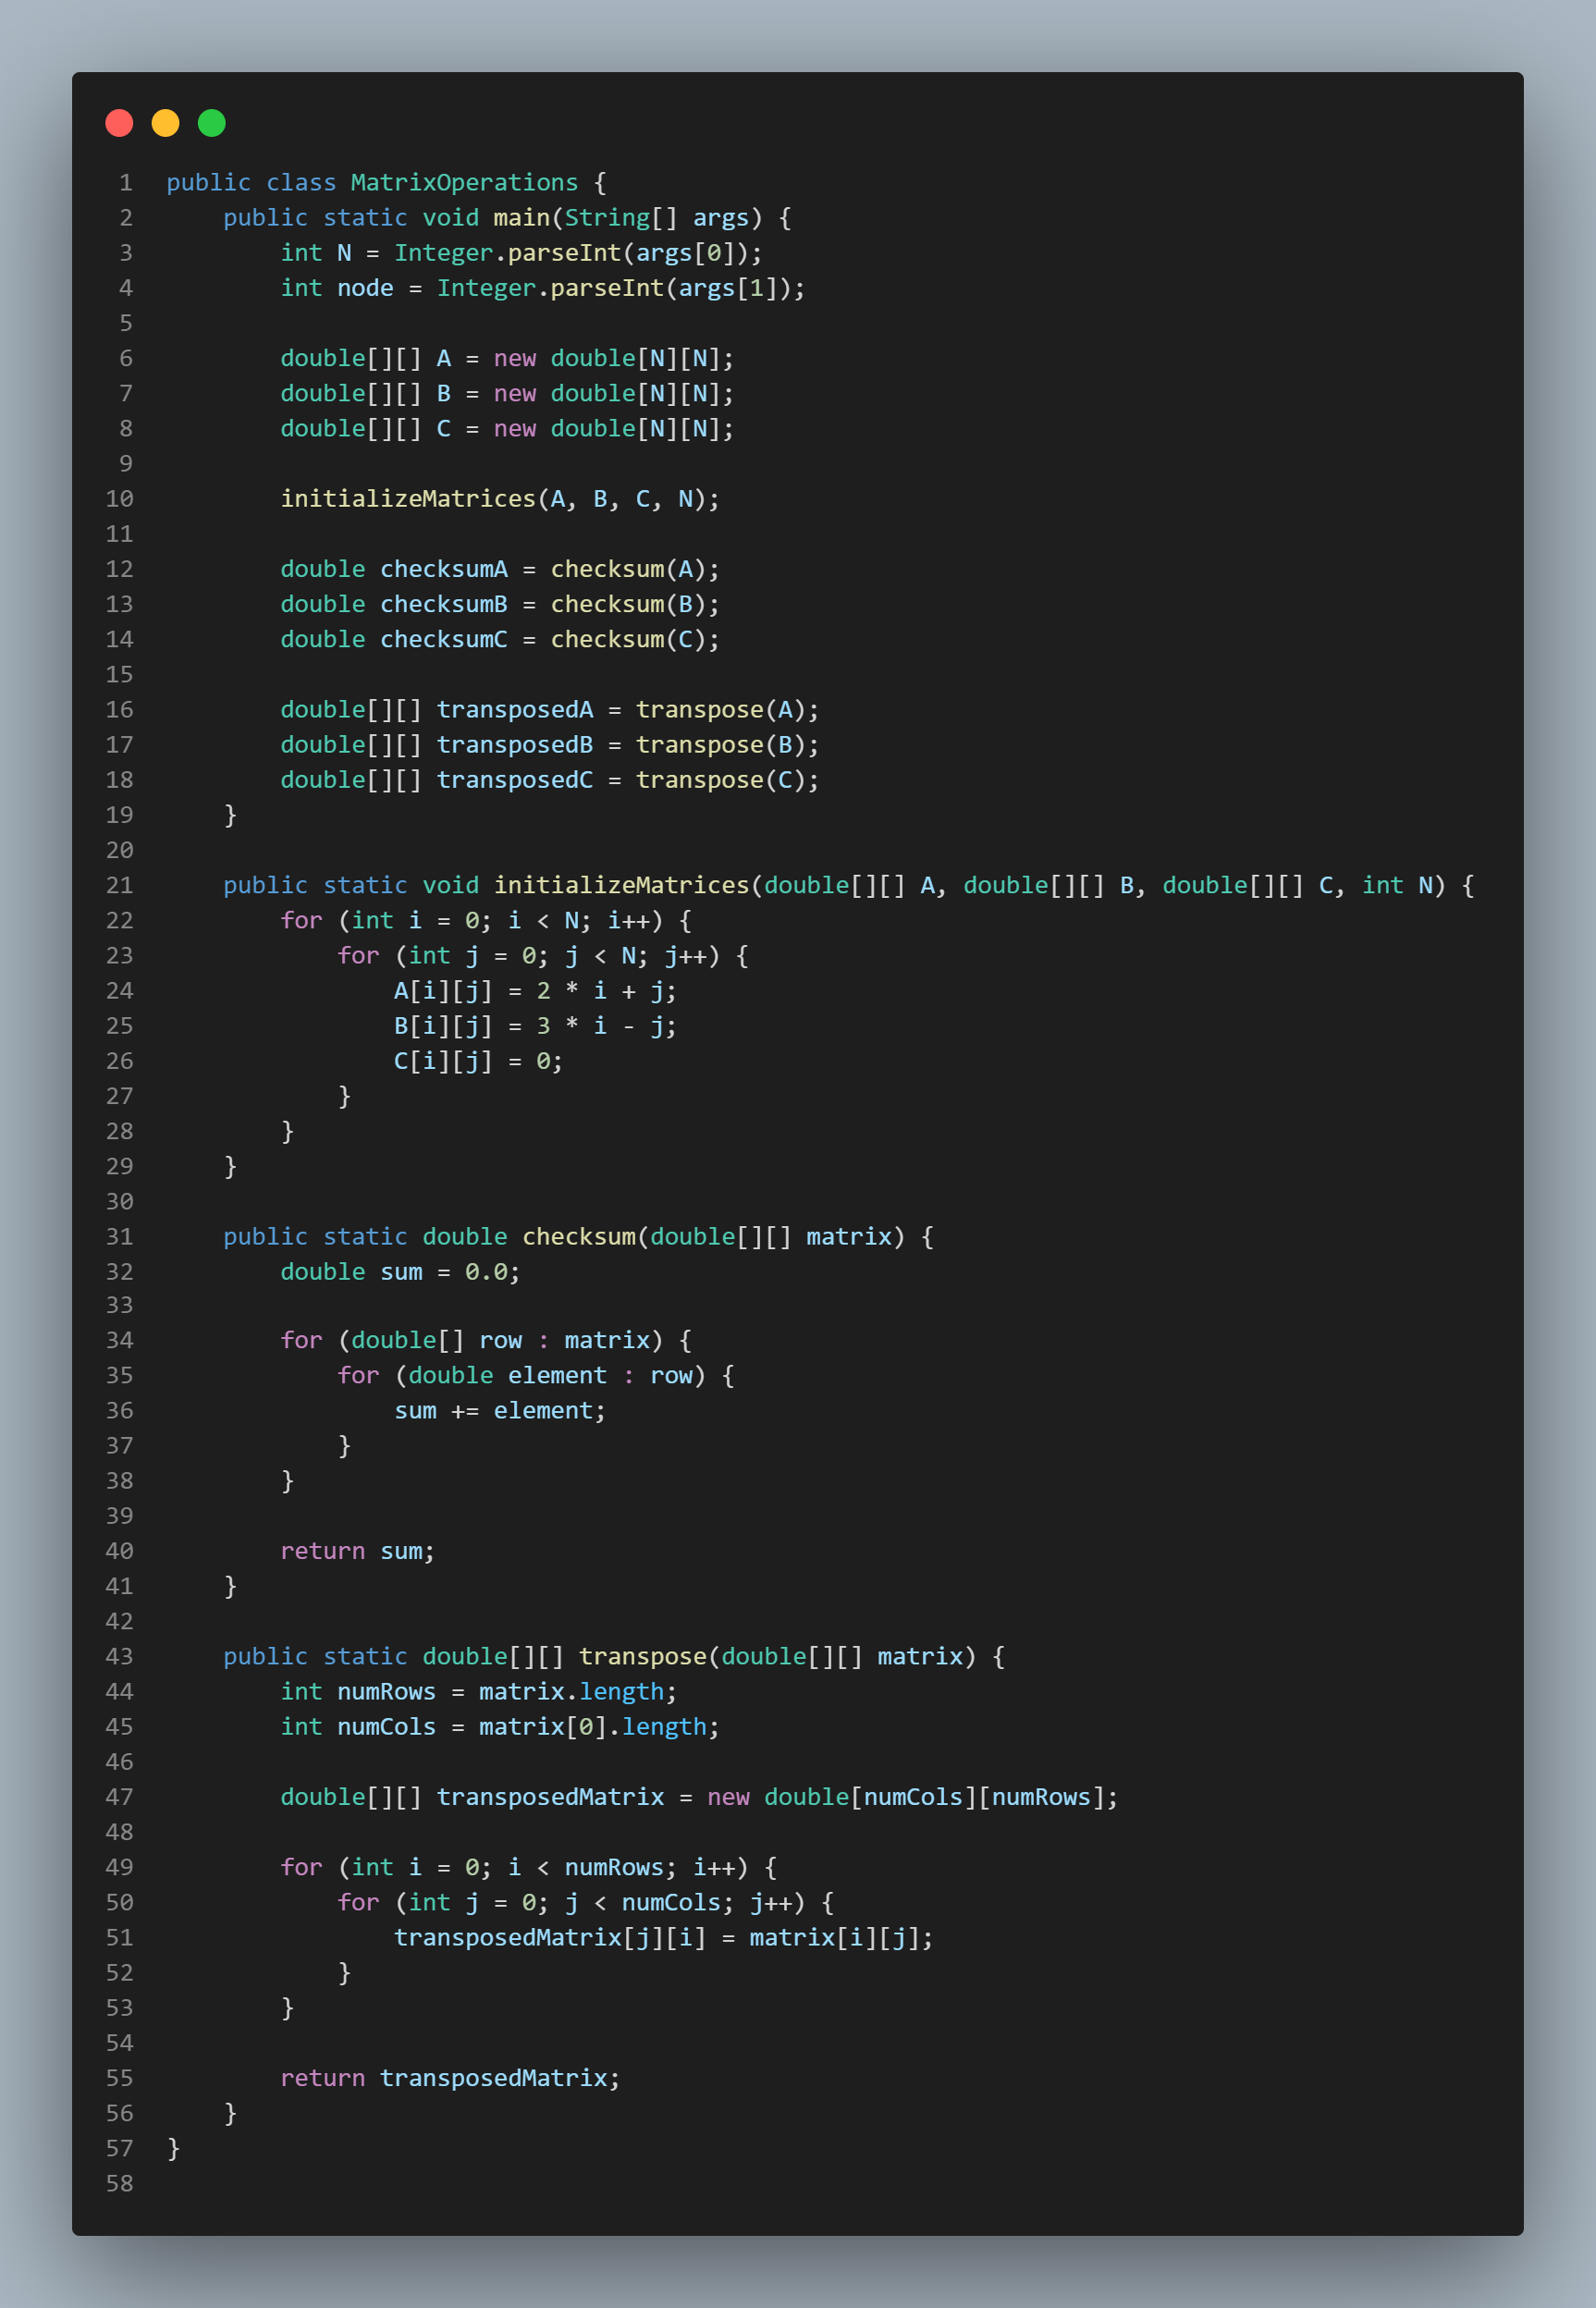 1 public class MatrixOperations {
2     public static void main(String[] args) {
3         int N = Integer.parseInt(args[0]);
4         int node = Integer.parseInt(args[1]);
5
6         double[][] A = new double[N][N];
7         double[][] B = new double[N][N];
8         double[][] C = new double[N][N];
9
10         initializeMatrices(A, B, C, N);
11
12         double checksumA = checksum(A);
13         double checksumB = checksum(B);
14         double checksumC = checksum(C);
15
16         double[][] transposedA = transpose(A);
17         double[][] transposedB = transpose(B);
18         double[][] transposedC = transpose(C);
19     }
20
21     public static void initializeMatrices(double[][] A, double[][] B, double[][] C, int N) {
22         for (int i = 0; i < N; i++) {
23             for (int j = 0; j < N; j++) {
24                 A[i][j] = 2 * i + j;
25                 B[i][j] = 3 * i - j;
26                 C[i][j] = 0;
27             }
28         }
29     }
30
31     public static double checksum(double[][] matrix) {
32         double sum = 0.0;
33
34         for (double[] row : matrix) {
35             for (double element : row) {
36                 sum += element;
37             }
38         }
39
40         return sum;
41     }
42
43     public static double[][] transpose(double[][] matrix) {
44         int numRows = matrix.length;
45         int numCols = matrix[0].length;
46
47         double[][] transposedMatrix = new double[numCols][numRows];
48
49         for (int i = 0; i < numRows; i++) {
50             for (int j = 0; j < numCols; j++) {
51                 transposedMatrix[j][i] = matrix[i][j];
52             }
53         }
54
55         return transposedMatrix;
56     }
57 }
58